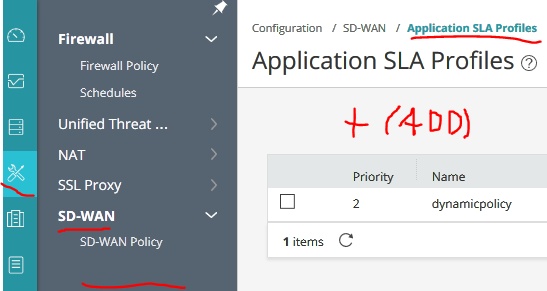 Firewall
Firewall Policy
Schedules
Unified Threat ...
NAT
SSL Proxy
SD-WAN
SD-WAN Policy
Configuration / SD-WAN / Application SLA Profiles
Application SLA Profiles ?
+ (ADD)
Priority Name
2 dynamicpolicy
1 items